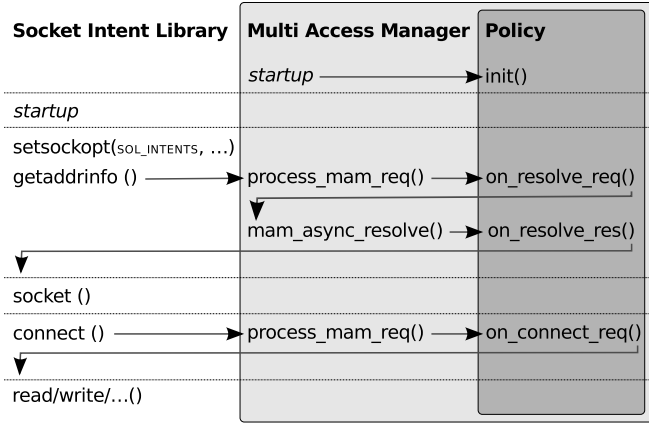 Socket Intent Library Multi Access Manager Policy
startup init()
startup
setsockopt(SOL_INTENTS, …)
getaddrinfo () process_mam_req() on_resolve_req()
mam_async_resolve() on_resolve_res()
socket ()
connect () process_mam_req() on_connect_req()
read/write/…()